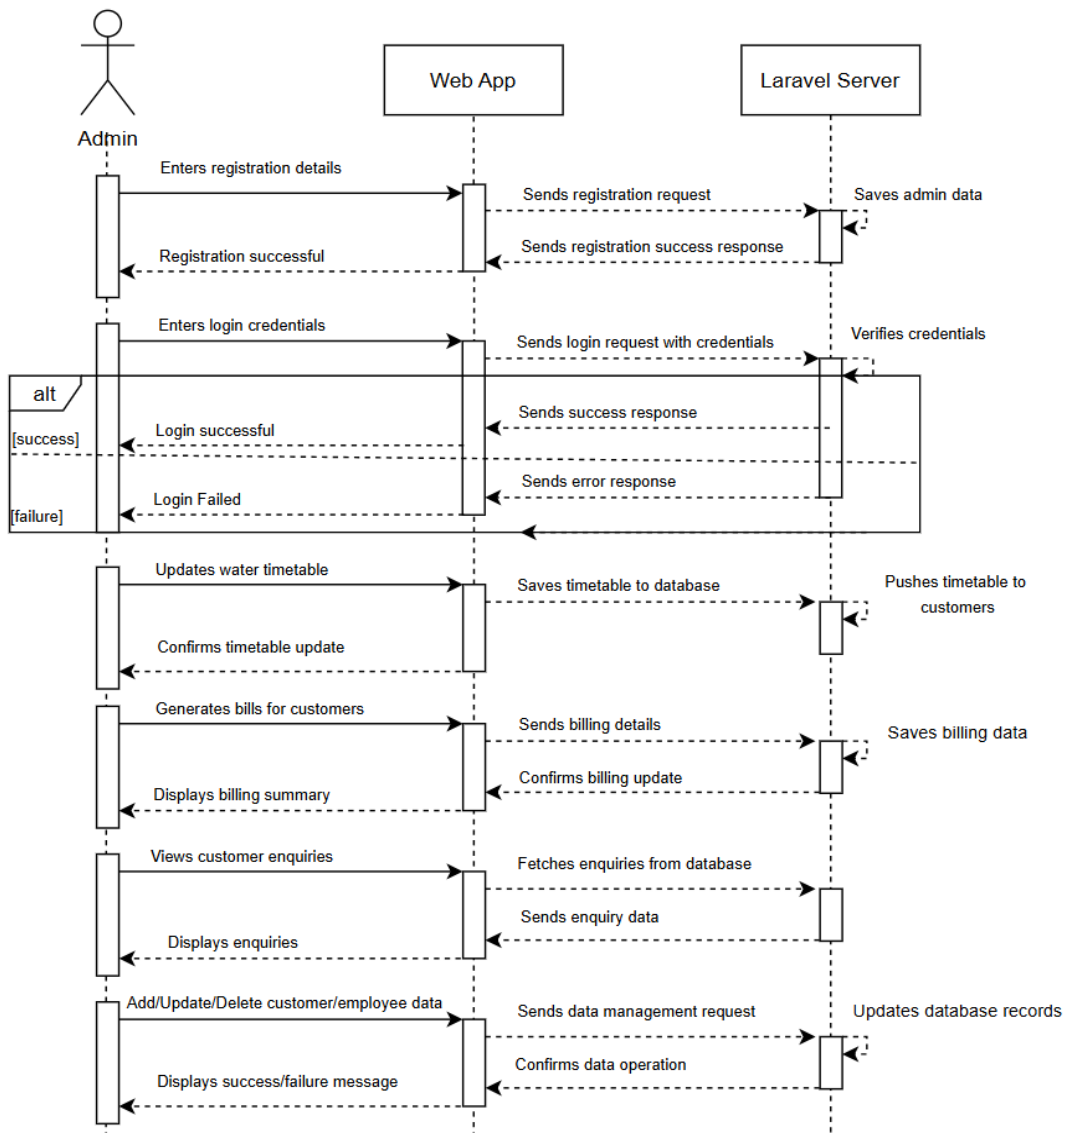 Web App
Laravel Server
Admin
Enters registration details
Sends registration request
Saves admin data
Sends registration success response
Registration successful
Enters login credentials
Sends login request with credentials
Verifies credentials
alt
Sends success response
Login successful
[success]
Sends error response
Login Failed
[failure]
Updates water timetable
Saves timetable to database
Pushes timetable to
customers
Confirms timetable update
Generates bills for customers
Sends billing details
Saves billing data
Confirms billing update
Displays billing summary
Views customer enquiries
Fetches enquiries from database
Sends enquiry data
Displays enquiries
Add/Update/Delete customer/employee data
Sends data management request
Updates database records
Confirms data operation
Displays success/failure message